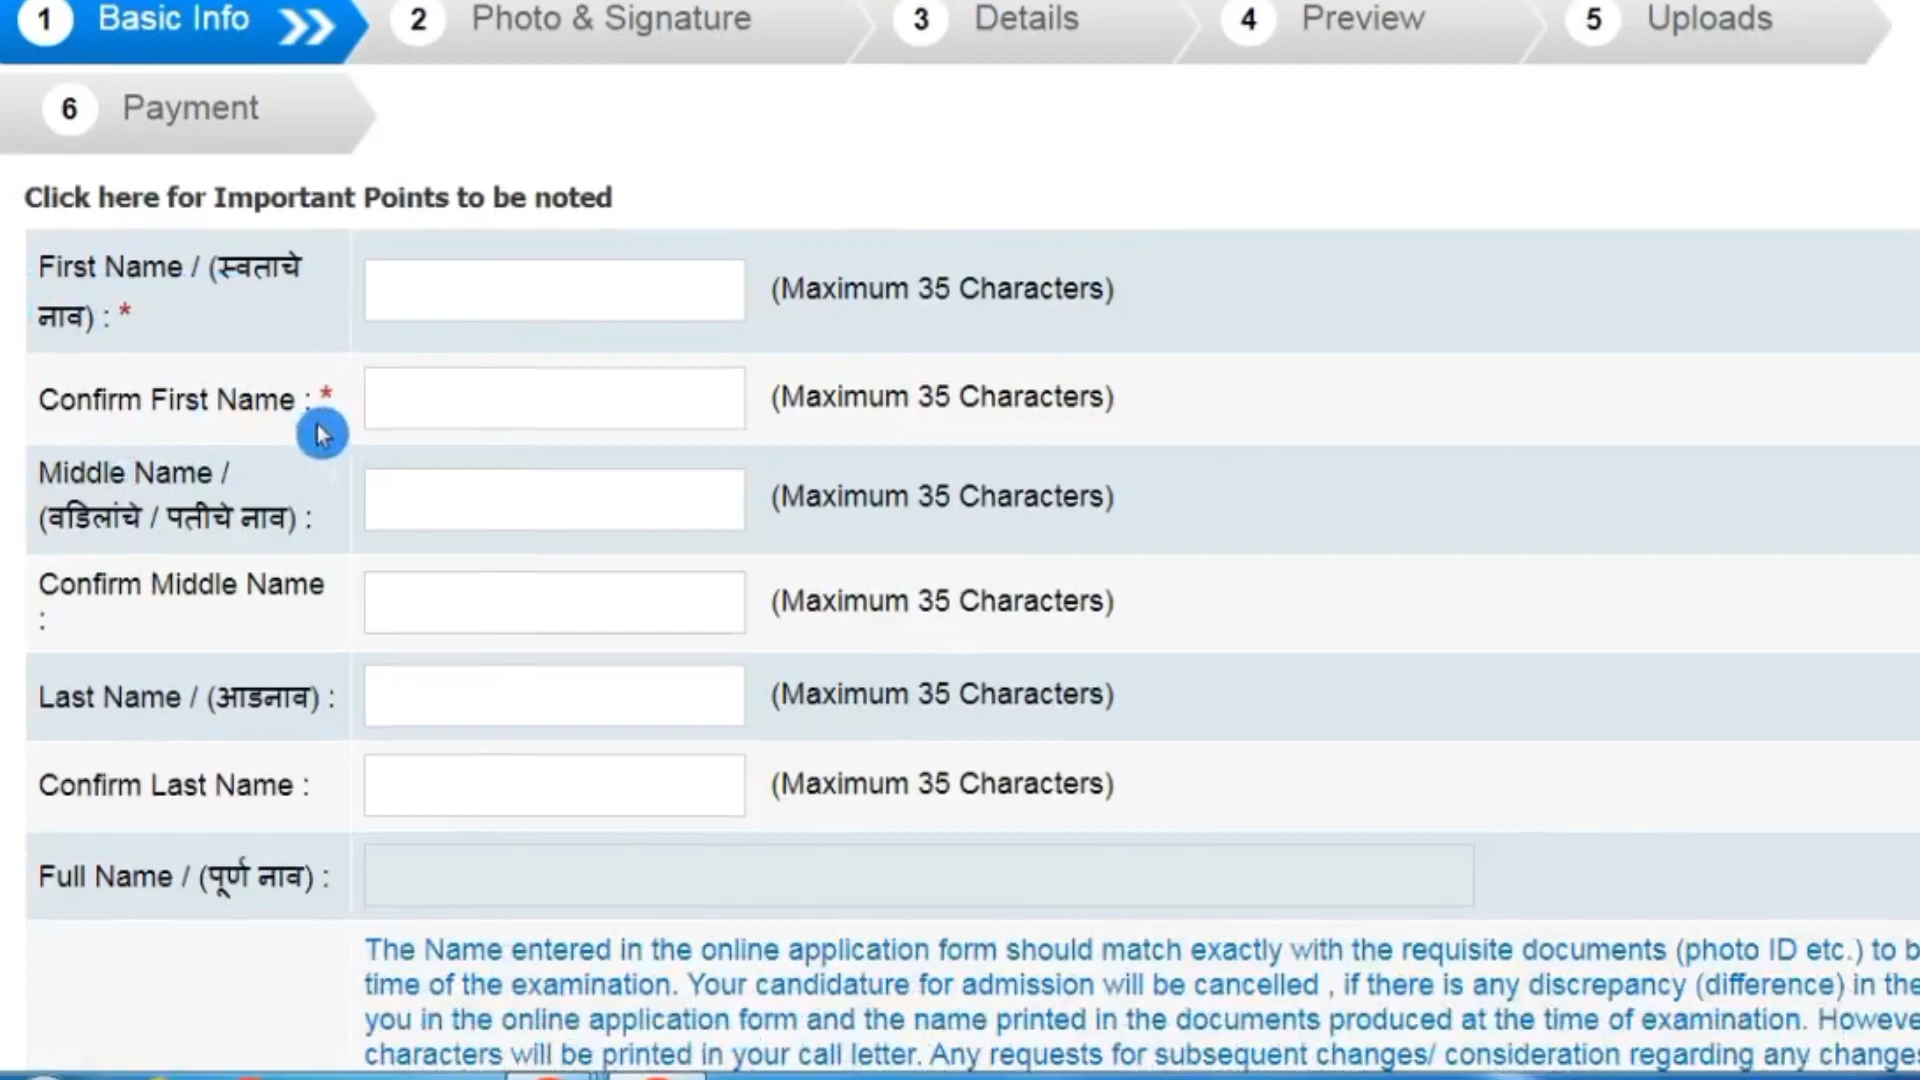 1 Basic Info 2 Photo & Signature 3 Details 4 Preview 5 Uploads
6 Payment
Click here for Important Points to be noted
First Name / (स्वताचे
नाव) : * (Maximum 35 Characters)
Confirm First Name : * (Maximum 35 Characters)
Middle Name /
(वडिलांचे / पतीचे नाव) : (Maximum 35 Characters)
Confirm Middle Name
: (Maximum 35 Characters)
Last Name / (आडनाव) : (Maximum 35 Characters)
Confirm Last Name : (Maximum 35 Characters)
Full Name / (पूर्ण नाव) :
The Name entered in the online application form should match exactly with the requisite documents (photo ID etc.) to
time of the examination. Your candidature for admission will be cancelled , if there is any discrepancy (difference) in
you in the online application form and the name printed in the documents produced at the time of examination.
characters will be printed in your call letter. Any requests for subsequent changes/ consideration regarding any